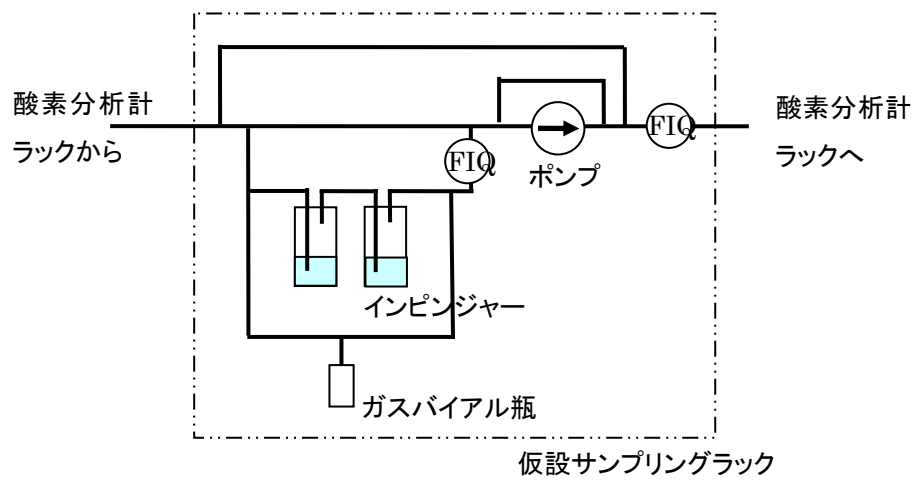 酸素分析計
ラックから
FIQ
FIQ
ポンプ
酸素分析計
ラックへ
インピンジャー
ガスバイアル瓶
仮設サンプリングラック